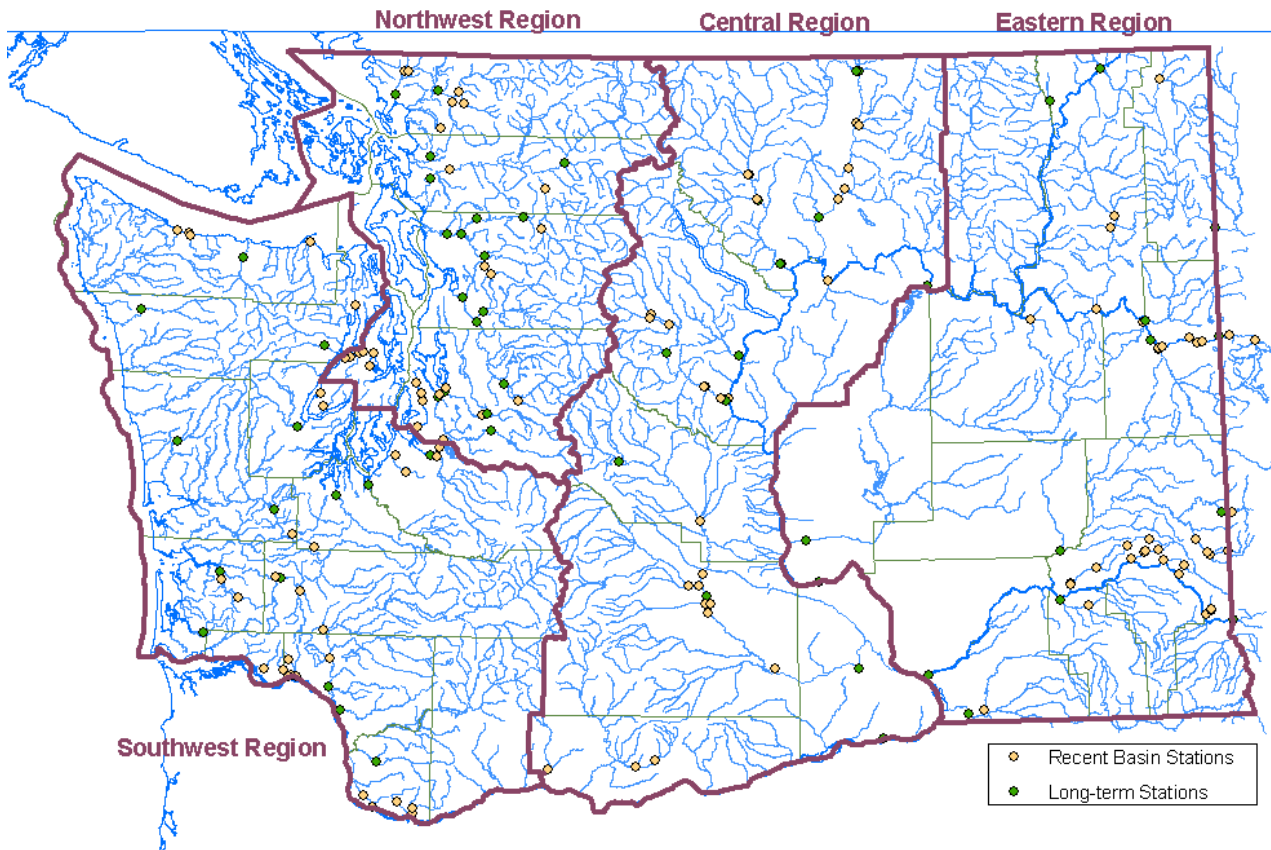 Northwest Region
Central Region
Eastern Region
Southwest Region
Recent Basin Stations
Long-term Stations